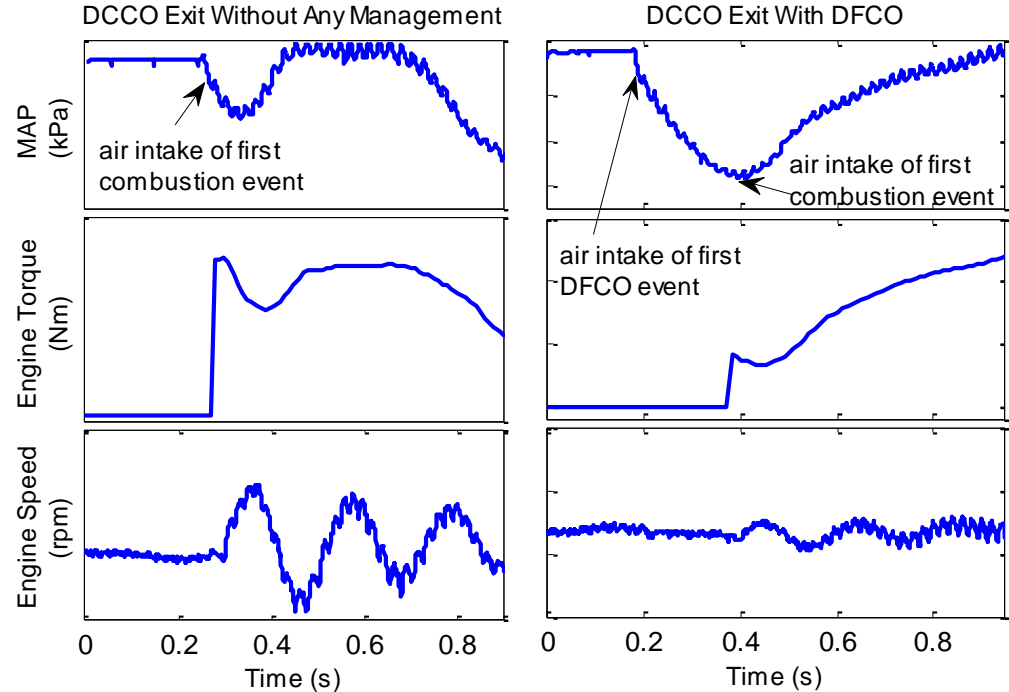 DCCO Exit Without Any Management
DCCO Exit With DFCO
MAP
(kPa)
air intake of first
combustion event
air intake of first
combustion event
air intake of first
DFCO event
Engine Torque
(Nm)
Engine Speed
(rpm)
0 0.2 0.4 0.6 0.8
Time (s)
0 0.2 0.4 0.6 0.8
Time (s)